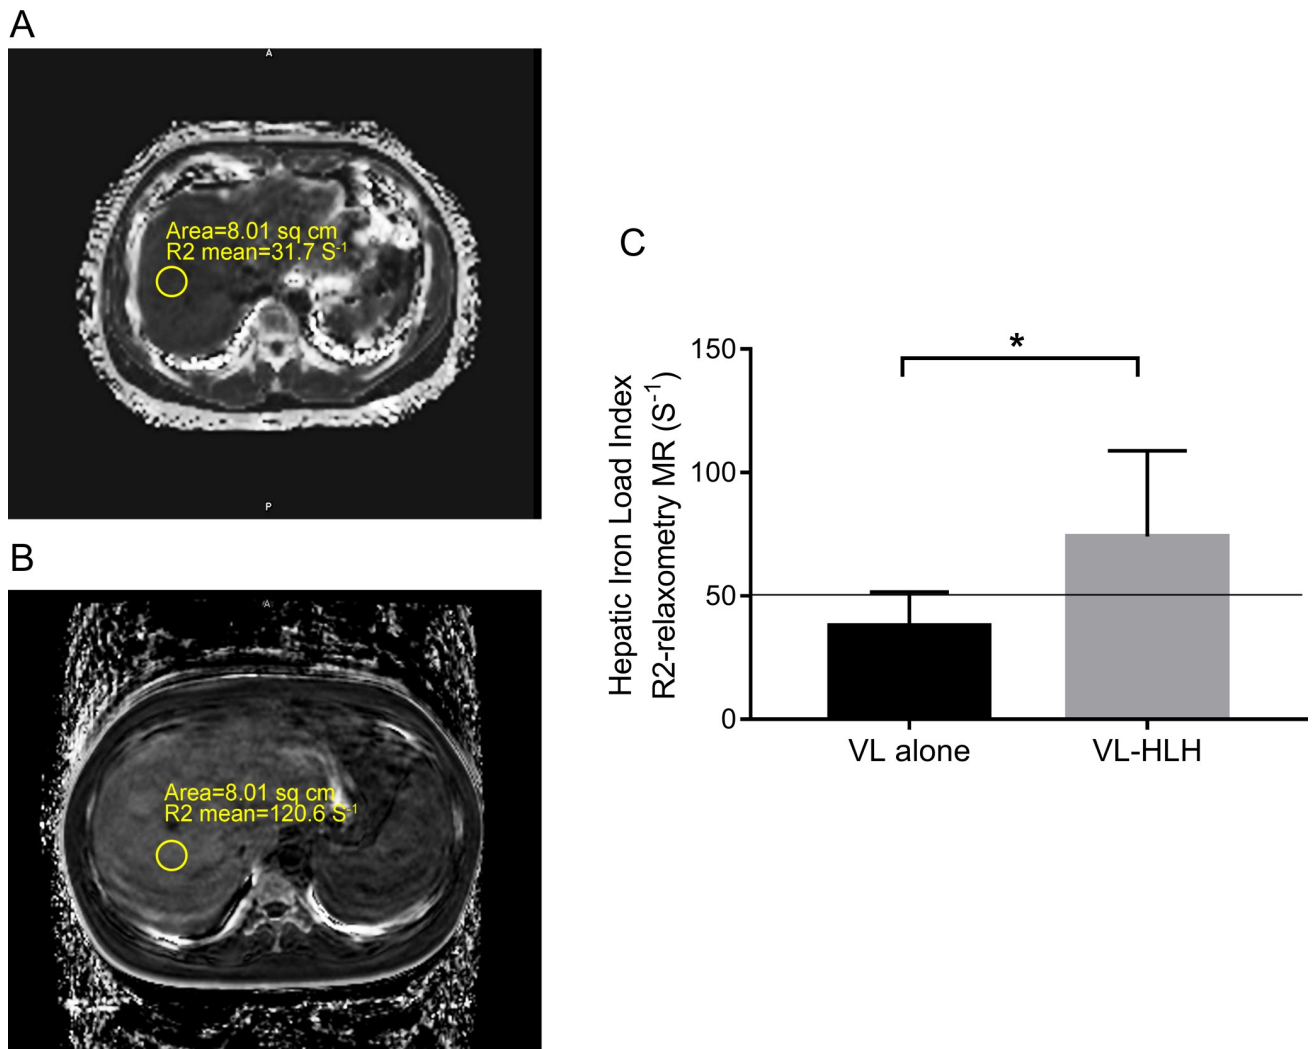 A
A
Area=8.01 sq cm
R2 mean=31.7 S⁻¹
P
B
A
Area=8.01 sq cm
R2 mean=120.6 S⁻¹
C
Hepatic Iron Load Index
R2-relaxometry MR (S⁻¹)
150
100
50
0
*
VL alone
VL-HLH